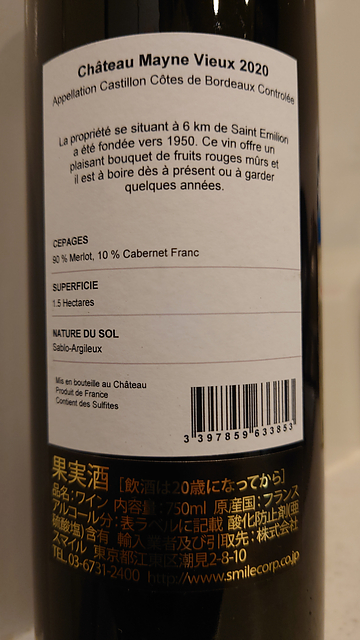 Château Mayne Vieux 2020
Appellation Castillon Côtes de Bordeaux Controlée
La propriété se situant à 6 km de Saint Emilion
a été fondée vers 1950. Ce vin offre un
plaisant bouquet de fruits rouges mûrs et
il est à boire dès à présent ou à garder
quelques années.
CEPAGES
90 % Merlot, 10 % Cabernet Franc
SUPERFICIE
1.5 Hectares
NATURE DU SOL
Sablo-Argileux
Mis en bouteille au Château
Produit de France
Contient des Sulfites
3 397859 633853
果実酒 [飲酒は20歳になってから]
品名:ワイン 内容量:750ml 原産国:フランス
アルコール分:表ラベルに記載 酸化防止剤(亜
硫酸塩)含有 輸入業者及び引取先:株式会社
スマイル 東京都江東区潮見2-8-10
TEL 03-6731-2400 http://www.smilecorp.co.jp